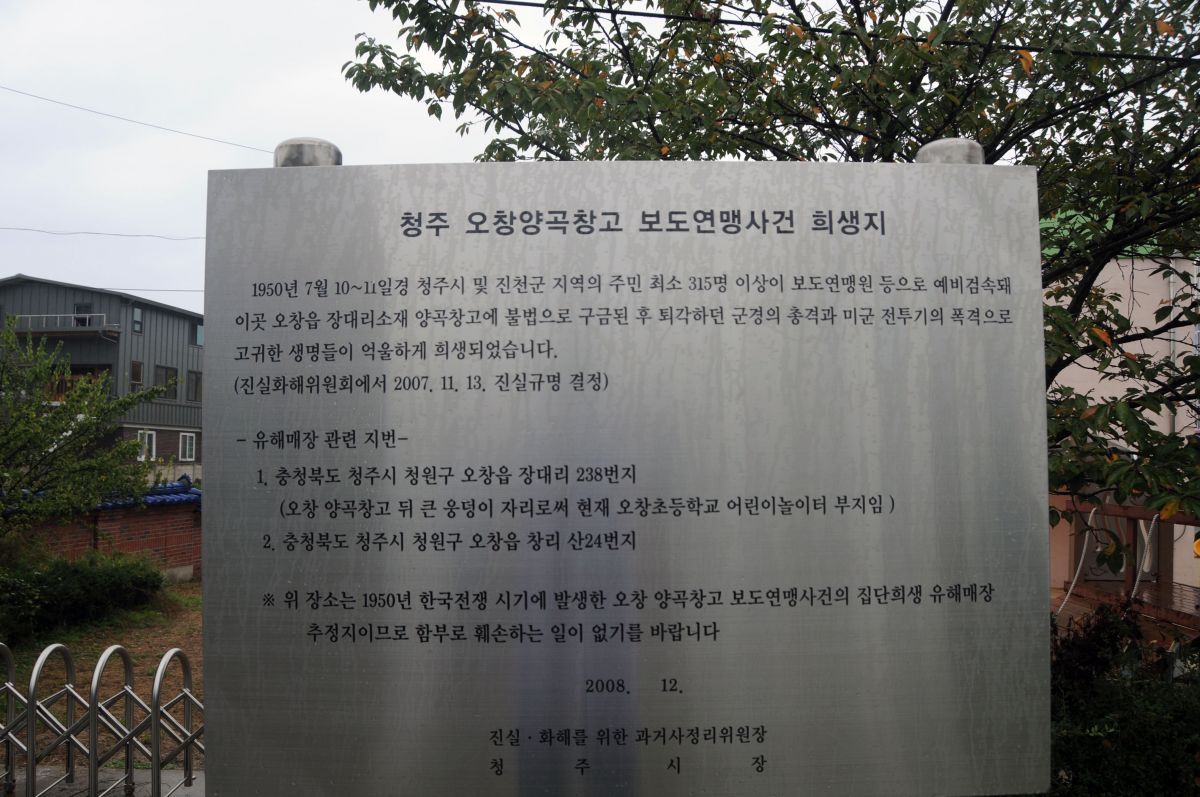 청주 오창양곡창고 보도연맹사건 희생지
1950년 7월 10~11일경 청주시 및 진천군 지역의 주민 최소 315명 이상이 보도연맹원 등으로 예비검속돼
이곳 오창읍 장대리소재 양곡창고에 불법으로 구금된 후 퇴각하던 군경의 총격과 미군 전투기의 폭격으로
고귀한 생명들이 억울하게 희생되었습니다.
(진실화해위원회에서 2007. 11. 13. 진실규명 결정)
- 유해매장 관련 지번-
1. 충청북도 청주시 청원구 오창읍 장대리 238번지
(오창 양곡창고 뒤 큰 웅덩이 자리로써 현재 오창초등학교 어린이놀이터 부지임 )
2. 충청북도 청주시 청원구 오창읍 창리 산24번지
※ 위 장소는 1950년 한국전쟁 시기에 발생한 오창 양곡창고 보도연맹사건의 집단희생 유해매장
추정지이므로 함부로 훼손하는 일이 없기를 바랍니다
2008. 12.
진실·화해를 위한 과거사정리위원장
청 주 시 장